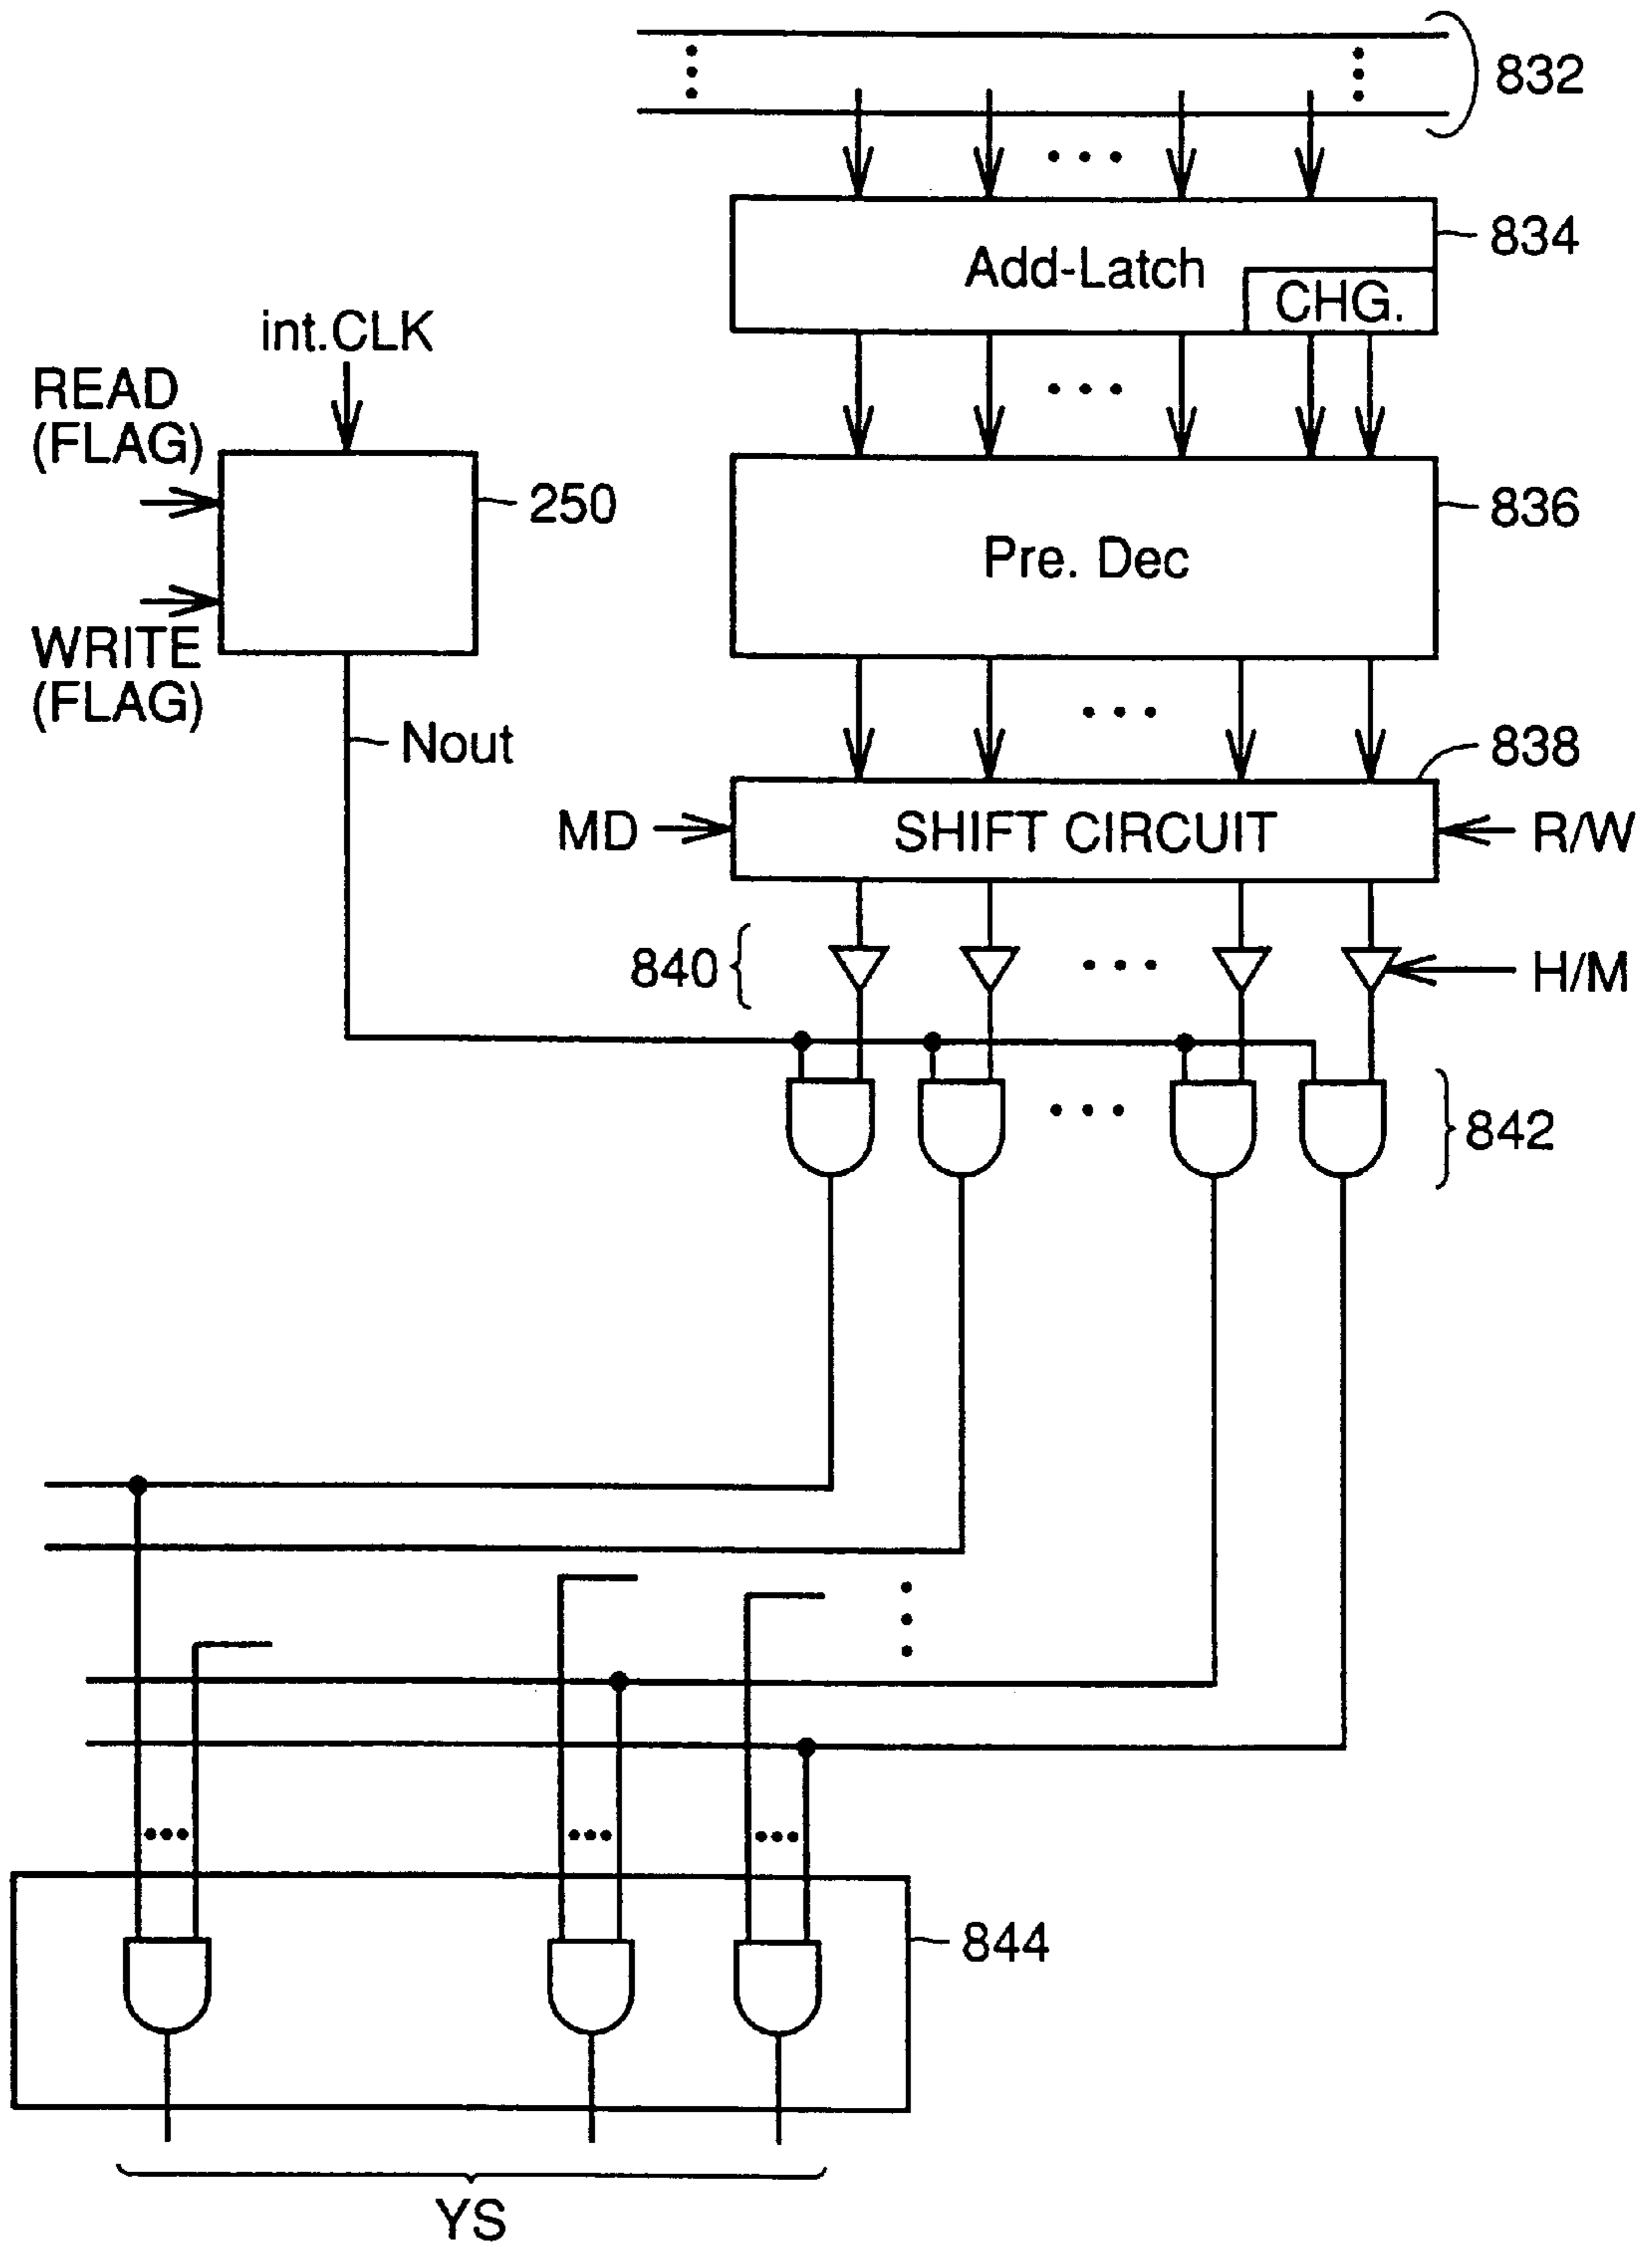 832
834
Add-Latch
CHG.
int.CLK
READ
(FLAG)
250
836
Pre. Dec
WRITE
(FLAG)
Nout
838
MD
SHIFT CIRCUIT
R/W
840
H/M
842
844
YS